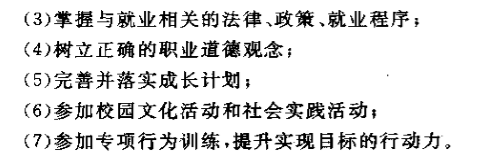 (3)掌握与就业相关的法律、政策、就业程序;
(4)树立正确的职业道德观念;
(5)完善并落实成长计划;
(6)参加校园文化活动和社会实践活动;
(7)参加专项行为训练,提升实现目标的行动力。